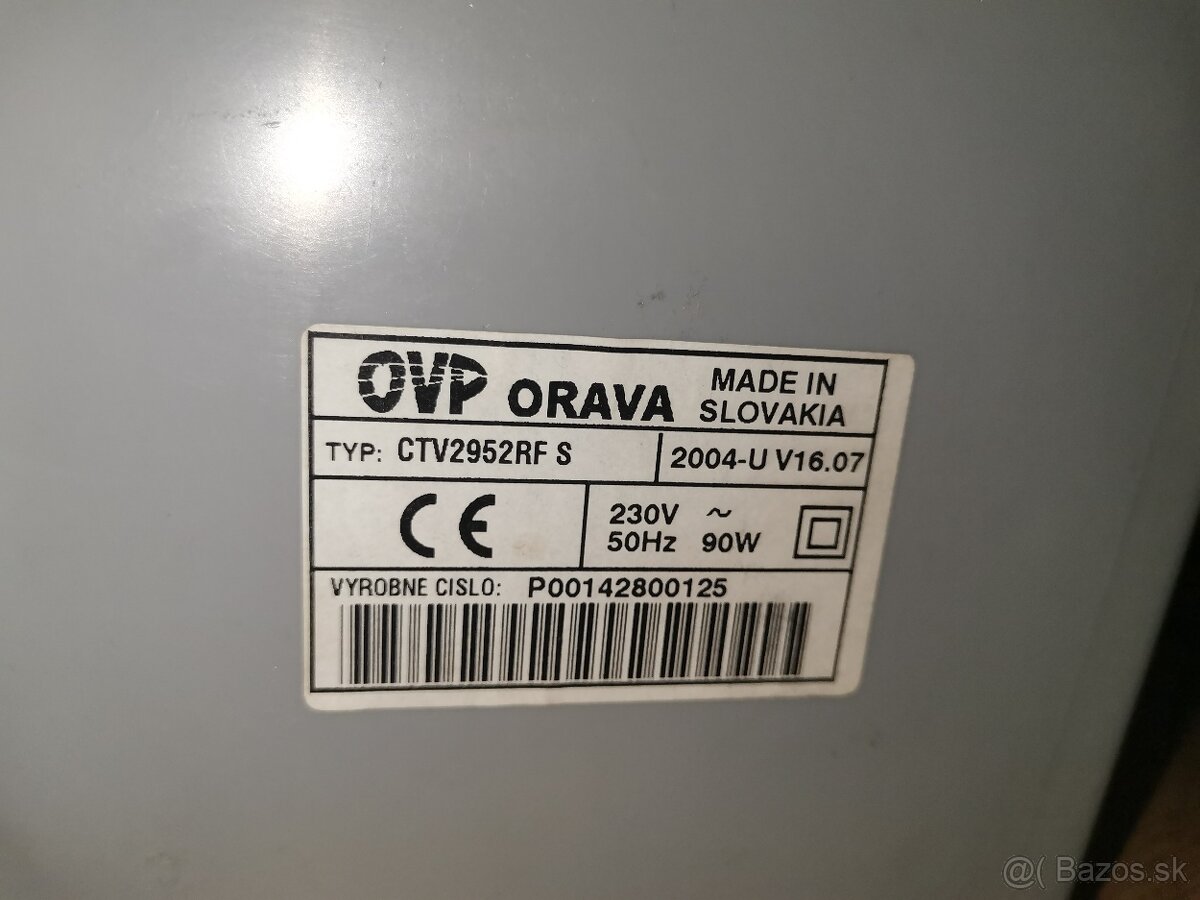 OVP ORAVA MADE IN SLOVAKIA
TYP: CTV2952RF S 2004-U V16.07
CE
230V ~
50Hz 90W
VYROBNE CISLO: P00142800125
@( Bazos.sk